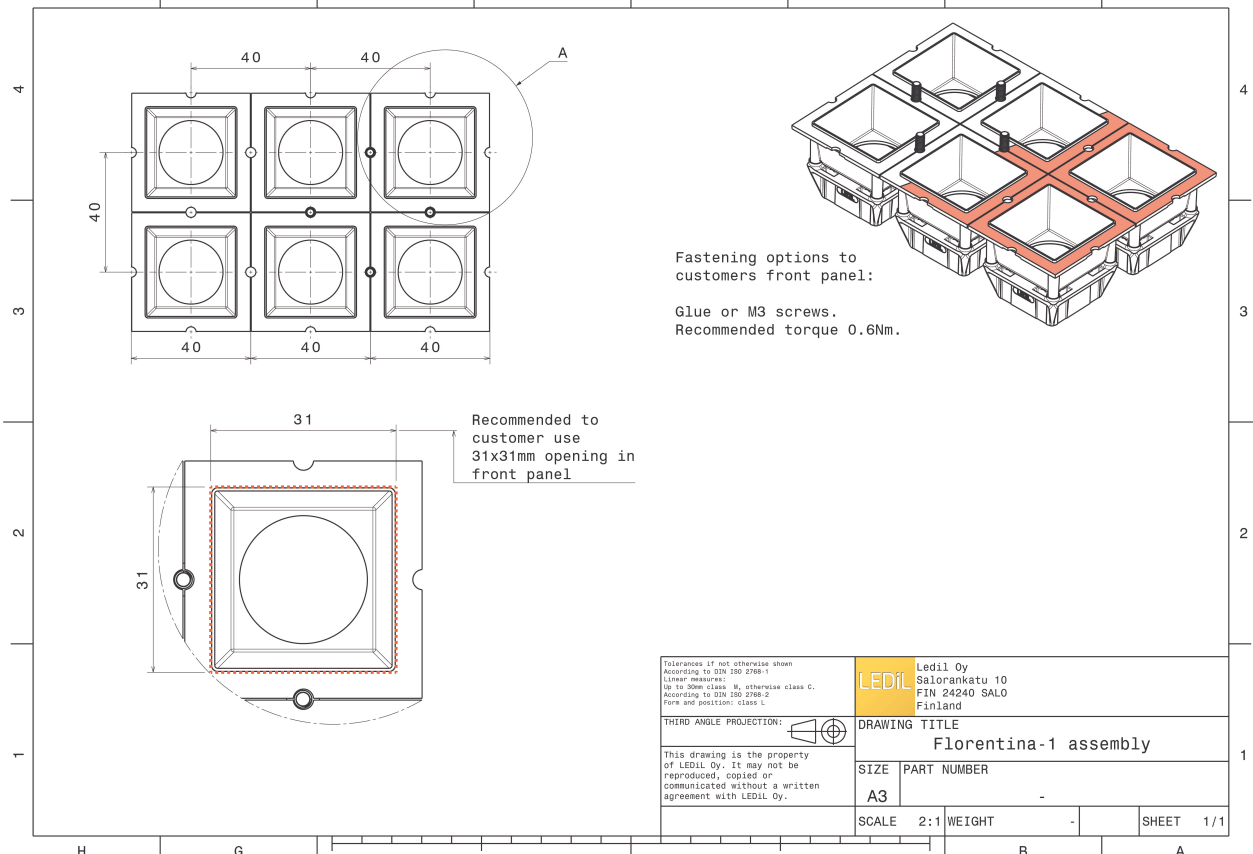 40
40
A
4
4
40
Fastening options to
customers front panel:
Glue or M3 screws.
Recommended torque 0.6Nm.
3
3
40
40
40
31
Recommended to
customer use
31x31mm opening in
front panel
2
2
31
Tolerances if not otherwise shown
According to DIN ISO 2768-1
Linear measures:
Up to 30mm class M, otherwise class C.
According to DIN ISO 2768-2
Form and position: class L
LEDiL
Ledil Oy
Salorankatu 10
FIN 24240 SALO
Finland
THIRD ANGLE PROJECTION:
DRAWING TITLE
Florentina-1 assembly
1
1
This drawing is the property
of LEDiL Oy. It may not be
reproduced, copied or
communicated without a written
agreement with LEDiL Oy.
SIZE
PART NUMBER
A3
-
SCALE 2:1
WEIGHT -
SHEET 1/1
H
G
B
A